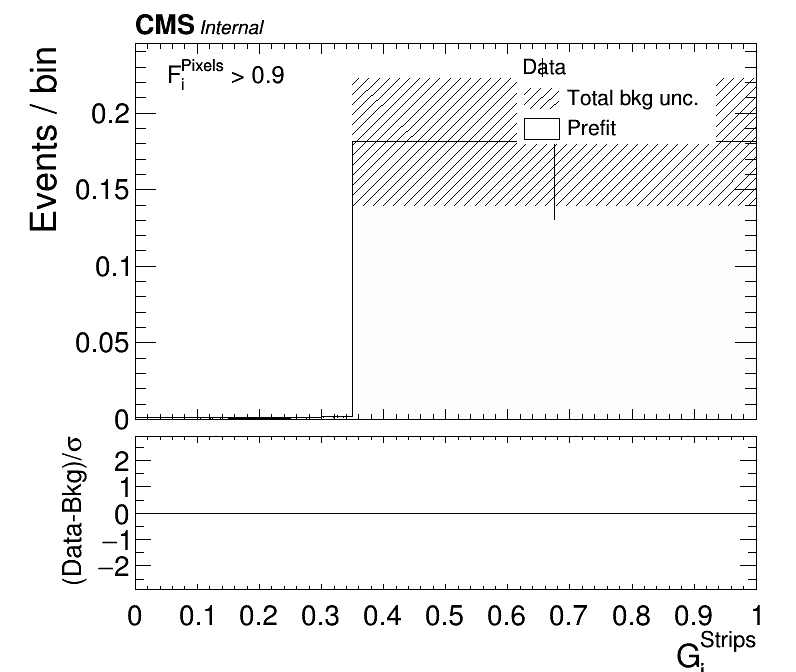 CMS Internal
F_i^Pixels > 0.9
Data
Total bkg unc.
Prefit
Events / bin
0.2
0.15
0.1
0.05
0
(Data-Bkg)/σ
2
1
0
−1
−2
0 0.1 0.2 0.3 0.4 0.5 0.6 0.7 0.8 0.9 1
G_i^Strips